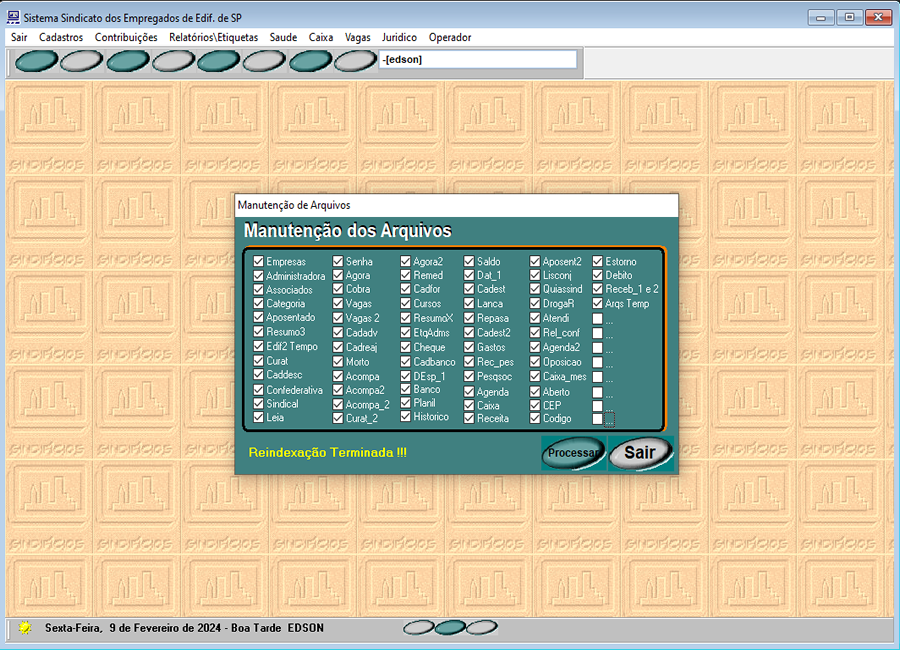 Sistema Sindicato dos Empregados de Edif. de SP
Sair Cadastros Contribuições Relatórios\Etiquetas Saude Caixa Vagas Juridico Operador
-[edson]
Manutenção de Arquivos
Manutenção dos Arquivos
Empresas Senha Agora2 Saldo Aposent2 Estorno
Administradora Agora Remed Dat_1 Lisconj Debito
Associados Cobra Cadfor Cadest Quiassind Receb_1 e 2
Categoria Vagas Cursos Lanca DrogaR Arqs Temp
Aposentado Vagas 2 ResumoX Repasa Atendi ...
Resumo3 Cadadv EtqAdms Cadest2 Rel_conf ...
Edif2 Tempo Cadreaj Cheque Gastos Agenda2 ...
Curat Morto Cadbanco Rec_pes Oposicao ...
Caddesc Acompa DEsp_1 Pesqsoc Caixa_mes ...
Confederativa Acompa2 Banco Agenda Aberto ...
Sindical Acompa_2 Planil Caixa CEP ...
Leia Curat_2 Historico Receita Codigo ...
Reindexação Terminada !!!
Processar Sair
Sexta-Feira, 9 de Fevereiro de 2024 - Boa Tarde EDSON